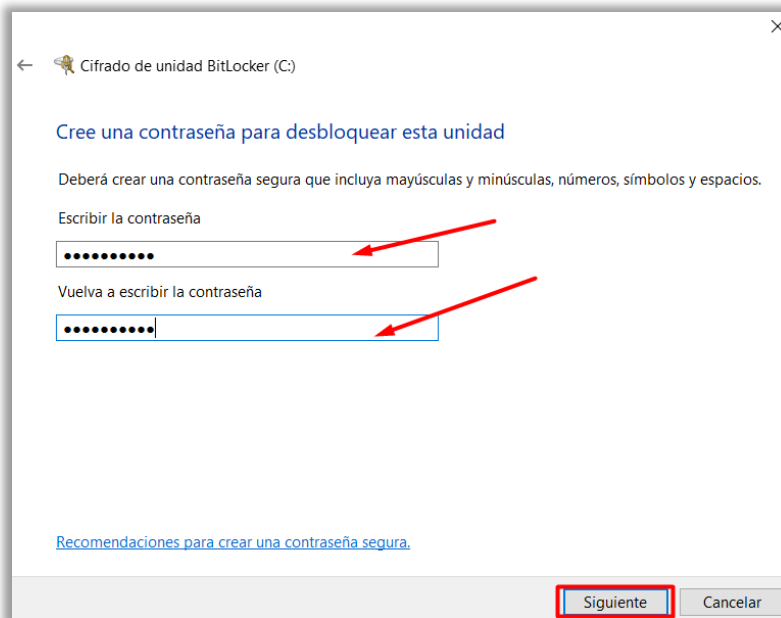 Cifrado de unidad BitLocker (C:)
Cree una contraseña para desbloquear esta unidad
Deberá crear una contraseña segura que incluya mayúsculas y minúsculas, números, símbolos y espacios.
Escribir la contraseña
●●●●●●●●●●
Vuelva a escribir la contraseña
●●●●●●●●●●
Recomendaciones para crear una contraseña segura.
Siguiente Cancelar